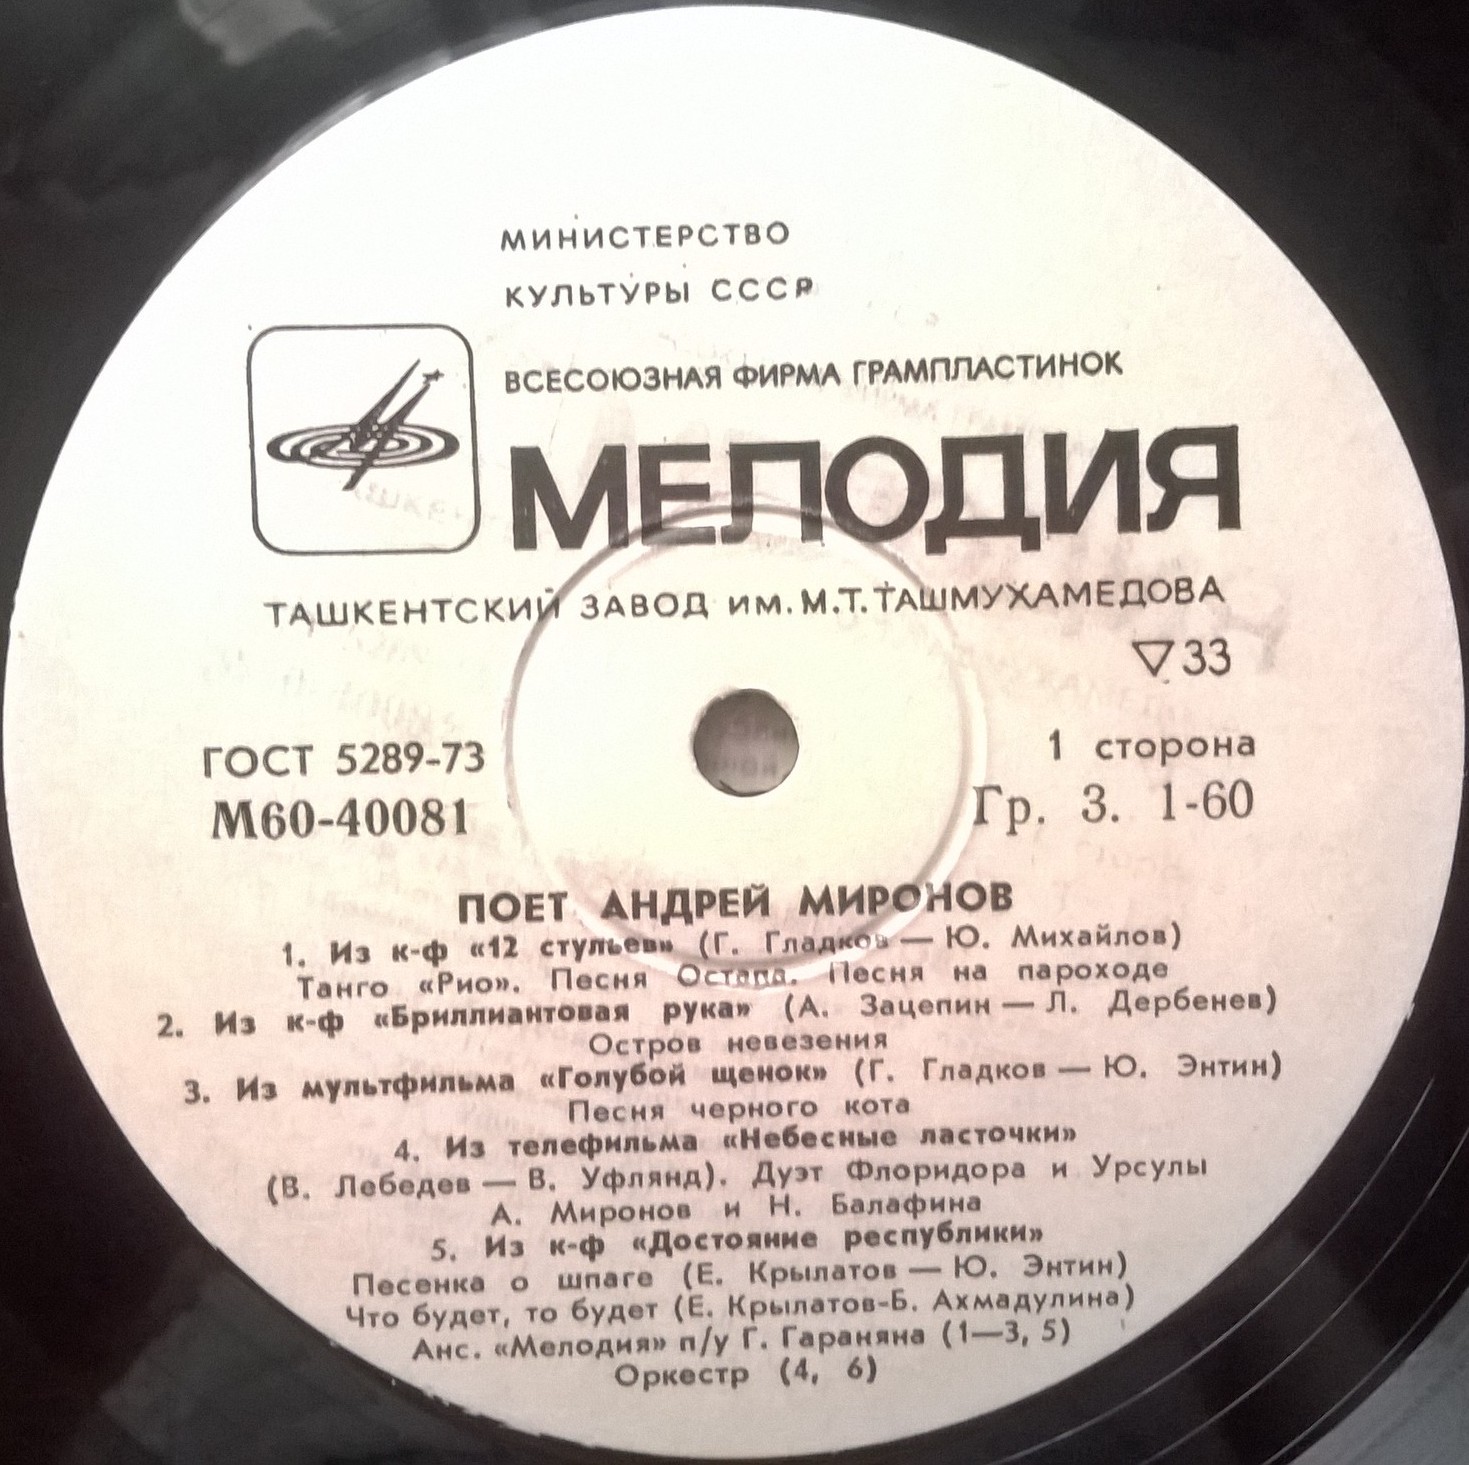 МИНИСТЕРСТВО
КУЛЬТУРЫ СССР
ВСЕСОЮЗНАЯ ФИРМА ГРАМПЛАСТИНОК
МЕЛОДИЯ
ТАШКЕНТСКИЙ ЗАВОД ИМ. М.Т. ТАШМУХАМЕДОВА
▽33
ГОСТ 5289-73
1 сторона
М60-40081
Гр. 3. 1-60
ПОЕТ АНДРЕЙ МИРОНОВ
1. Из к-ф «12 стульев» (Г. Гладков — Ю. Михайлов)
Танго «Рио». Песня Остапа. Песня на пароходе
2. Из к-ф «Бриллиантовая рука» (А. Зацепин — Л. Дербенев)
Остров невезения
3. Из мультфильма «Голубой щенок» (Г. Гладков — Ю. Энтин)
Песня черного кота
4. Из телефильма «Небесные ласточки»
(В. Лебедев — В. Уфлянд). Дуэт Флоридора и Урсулы
А. Миронов и Н. Балафина
5. Из к-ф «Достояние республики»
Песенка о шпаге (Е. Крылатов — Ю. Энтин)
Что будет, то будет (Е. Крылатов-Б. Ахмадулина)
Анс. «Мелодия» п/у Г. Гараняна (1—3, 5)
Оркестр (4, 6)